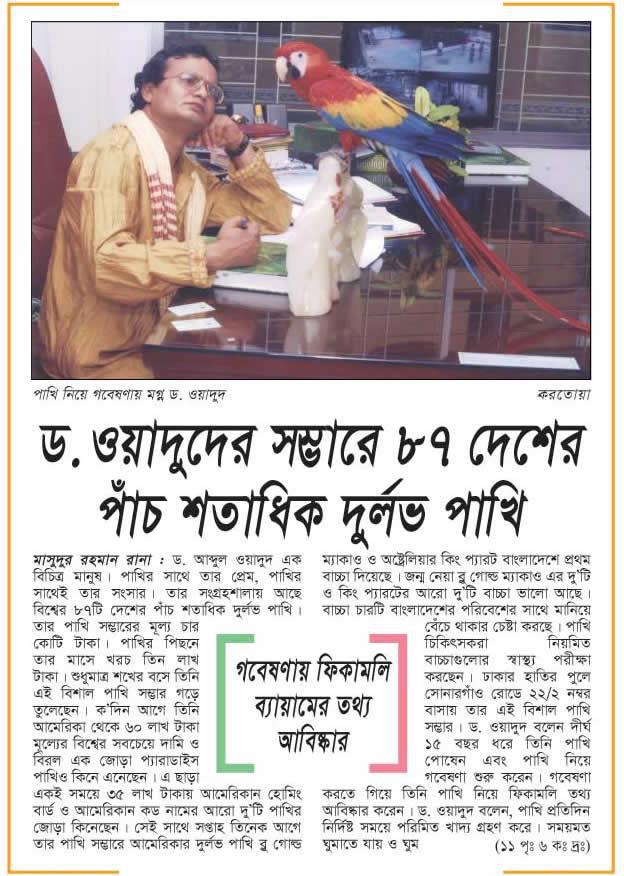 পাখি নিয়ে গবেষণায় মগ্ন ড. ওয়াদুদ
করতোয়া
ড. ওয়াদুদের সম্ভারে ৮৭ দেশের
পাঁচ শতাধিক দুর্লভ পাখি
মাসুদুর রহমান রানা : ড. আব্দুল ওয়াদুদ এক
বিচিত্র মানুষ। পাখির সাথে তার প্রেম, পাখির
সাথেই তার সংসার। তার সংগ্রহশালায় আছে
বিশ্বের ৮৭টি দেশের পাঁচ শতাধিক দুর্লভ পাখি।
তার পাখি সম্ভারের মূল্য চার
কোটি টাকা। পাখির পিছনে
তার মাসে খরচ তিন লাখ
টাকা। শুধুমাত্র শখের বসে তিনি
এই বিশাল পাখি সম্ভার গড়ে
তুলেছেন। ক'দিন আগে তিনি
আমেরিকা থেকে ৬০ লাখ টাকা
মূল্যের বিশ্বের সবচেয়ে দামি ও
বিরল এক জোড়া প্যারাডাইস
পাখিও কিনে এনেছেন। এ ছাড়া
একই সময়ে ৩৫ লাখ টাকায় আমেরিকান হোমিং
বার্ড ও আমেরিকান কড নামের আরো দু'টি পাখির
জোড়া কিনেছেন। সেই সাথে সপ্তাহ তিনেক আগে
তার পাখি সম্ভারে আমেরিকার দুর্লভ পাখি ব্লু গোল্ড
গবেষণায় ফিকামলি
ব্যায়ামের তথ্য
আবিষ্কার
ম্যাকাও ও অষ্ট্রেলিয়ার কিং প্যারট বাংলাদেশে প্রথম
বাচ্চা দিয়েছে। জন্ম নেয়া ব্লু গোল্ড ম্যাকাও এর দু'টি
ও কিং প্যারটের আরো দু'টি বাচ্চা ভালো আছে।
বাচ্চা চারটি বাংলাদেশের পরিবেশের সাথে মানিয়ে
বেঁচে থাকার চেষ্টা করছে। পাখি
চিকিৎসকরা নিয়মিত
বাচ্চাগুলোর স্বাস্থ্য পরীক্ষা
করছেন। ঢাকার হাতির পুলে
সোনারগাঁও রোডে ২২/২ নম্বর
বাসায় তার এই বিশাল পাখি
সম্ভার। ড. ওয়াদুদ বলেন দীর্ঘ
১৫ বছর ধরে তিনি পাখি
পোষেন এবং পাখি নিয়ে
গবেষণা শুরু করেন। গবেষণা
করতে গিয়ে তিনি পাখি নিয়ে ফিকামলি তথ্য
আবিষ্কার করেন। ড. ওয়াদুদ বলেন, পাখি প্রতিদিন
নির্দিষ্ট সময়ে পরিমিত খাদ্য গ্রহণ করে। সময়মত
ঘুমাতে যায় ও ঘুম (১১ পৃঃ ৬ কঃ দ্রঃ)